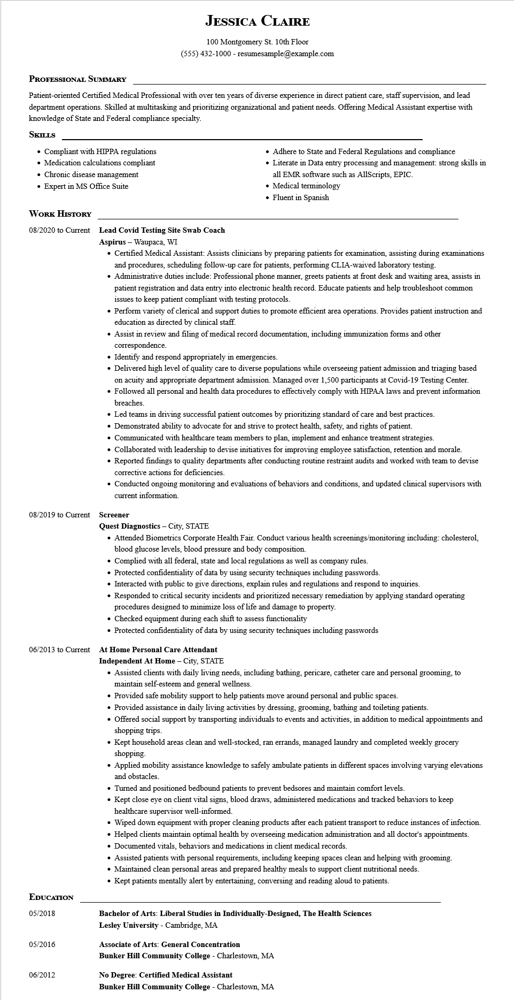 Jessica Claire
100 Montgomery St. 10th Floor
(555) 432-1000 - resumesample@example.com
Professional Summary
Patient-oriented Certified Medical Professional with over ten years of diverse experience in direct patient care, staff supervision, and lead
department operations. Skilled at multitasking and prioritizing organizational and patient needs. Offering Medical Assistant expertise with
knowledge of State and Federal compliance specialty.
Skills
• Compliant with HIPPA regulations
• Medication calculations compliant
• Chronic disease management
• Expert in MS Office Suite
• Adhere to State and Federal Regulations and compliance
• Literate in Data entry processing and management: strong skills in
all EMR software such as AllScripts, EPIC.
• Medical terminology
• Fluent in Spanish
Work History
08/2020 to Current Lead Covid Testing Site Swab Coach
Aspirus – Waupaca, WI
• Certified Medical Assistant: Assists clinicians by preparing patients for examination, assisting during examinations
and procedures, scheduling follow-up care for patients, performing CLIA-waived laboratory testing.
• Administrative duties include: Professional phone manner, greets patients at front desk and waiting area, assists in
patient registration and data entry into electronic health record. Educate patients and help troubleshoot common
issues to keep patient compliant with testing protocols.
• Perform variety of clerical and support duties to promote efficient area operations. Provides patient instruction and
education as directed by clinical staff.
• Assist in review and filing of medical record documentation, including immunization forms and other
correspondence.
• Identify and respond appropriately in emergencies.
• Delivered high level of quality care to diverse populations while overseeing patient admission and triaging based
on acuity and appropriate department admission. Managed over 1,500 participants at Covid-19 Testing Center.
• Followed all personal and health data procedures to effectively comply with HIPAA laws and prevent information
breaches.
• Led teams in driving successful patient outcomes by prioritizing standard of care and best practices.
• Demonstrated ability to advocate for and strive to protect health, safety, and rights of patient.
• Communicated with healthcare team members to plan, implement and enhance treatment strategies.
• Collaborated with leadership to devise initiatives for improving employee satisfaction, retention and morale.
• Reported findings to quality departments after conducting routine restraint audits and worked with team to devise
corrective actions for deficiencies.
• Conducted ongoing monitoring and evaluations of behaviors and conditions, and updated clinical supervisors with
current information.
08/2019 to Current Screener
Quest Diagnostics – City, STATE
• Attended Biometrics Corporate Health Fair. Conduct various health screenings/monitoring including: cholesterol,
blood glucose levels, blood pressure and body composition.
• Complied with all federal, state and local regulations as well as company rules.
• Protected confidentiality of data by using security techniques including passwords.
• Interacted with public to give directions, explain rules and regulations and respond to inquiries.
• Responded to critical security incidents and prioritized necessary remediation by applying standard operating
procedures designed to minimize loss of life and damage to property.
• Checked equipment during each shift to assess functionality
• Protected confidentiality of data by using security techniques including passwords
06/2013 to Current At Home Personal Care Attendant
Independent At Home – City, STATE
• Assisted clients with daily living needs, including bathing, pericare, catheter care and personal grooming, to
maintain self-esteem and general wellness.
• Provided safe mobility support to help patients move around personal and public spaces.
• Provided assistance in daily living activities by dressing, grooming, bathing and toileting patients.
• Offered social support by transporting individuals to events and activities, in addition to medical appointments and
shopping trips.
• Kept household areas clean and well-stocked, ran errands, managed laundry and completed weekly grocery
shopping.
• Applied mobility assistance knowledge to safely ambulate patients in different spaces involving varying elevations
and obstacles.
• Turned and positioned bedbound patients to prevent bedsores and maintain comfort levels.
• Kept close eye on client vital signs, blood draws, administered medications and tracked behaviors to keep
healthcare supervisor well-informed.
• Wiped down equipment with proper cleaning products after each patient transport to reduce instances of infection.
• Helped clients maintain optimal health by overseeing medication administration and all doctor's appointments.
• Documented vitals, behaviors and medications in client medical records.
• Assisted patients with personal requirements, including keeping spaces clean and helping with grooming.
• Maintained clean personal areas and prepared healthy meals to support client nutritional needs.
• Kept patients mentally alert by entertaining, conversing and reading aloud to patients.
Education
05/2018 Bachelor of Arts: Liberal Studies in Individually-Designed, The Health Sciences
Lesley University - Cambridge, MA
05/2016 Associate of Arts: General Concentration
Bunker Hill Community College - Charlestown, MA
06/2012 No Degree: Certified Medical Assistant
Bunker Hill Community College - Charlestown, MA